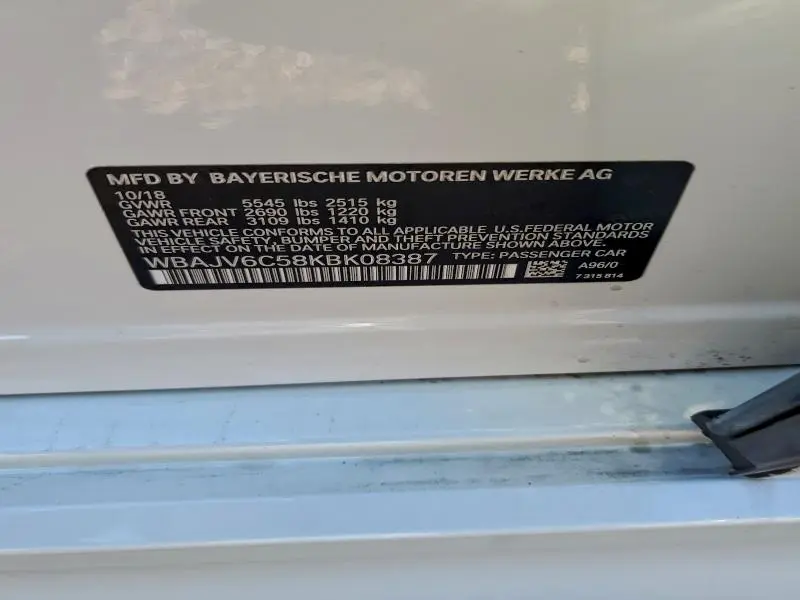 MFD BY BAYERISCHE MOTOREN WERKE AG
10/18
GVWR 5545 lbs 2515 kg
GAWR FRONT 2690 lbs 1220 kg
GAWR REAR 3109 lbs 1410 kg
THIS VEHICLE CONFORMS TO ALL APPLICABLE U.S.FEDERAL MOTOR
VEHICLE SAFETY, BUMPER AND THEFT PREVENTION STANDARDS
IN EFFECT ON THE DATE OF MANUFACTURE SHOWN ABOVE.
WBAJV6C58KBK08387 TYPE: PASSENGER CAR
A96/0
7 315 814